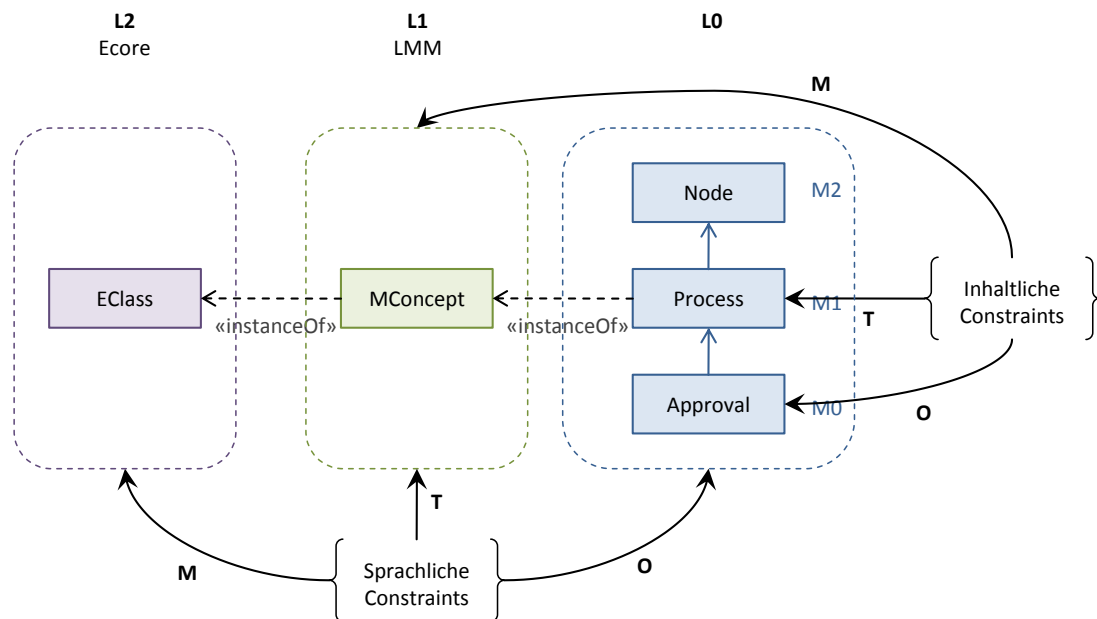 L2
Ecore
L1
LMM
L0
M
Node
M2
EClass
MConcept
Process
M1
«instanceOf»
«instanceOf»
T
Inhaltliche
Constraints
Approval
M0
O
T
M
Sprachliche
Constraints
O